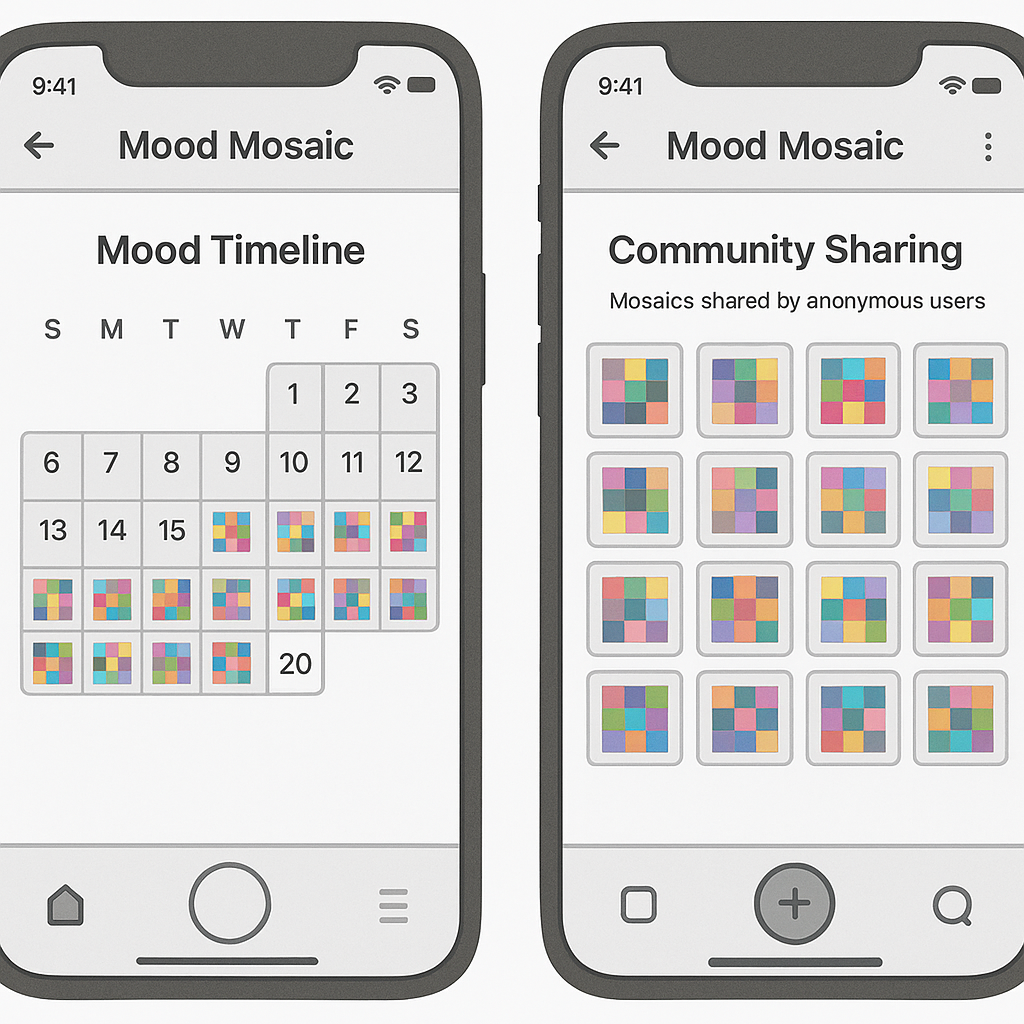 9:41
Mood Mosaic
Mood Timeline
S M T W T F S
1 2 3
6 7 8 9 10 11 12
13 14 15
20
9:41
Mood Mosaic
Community Sharing
Mosaics shared by anonymous users